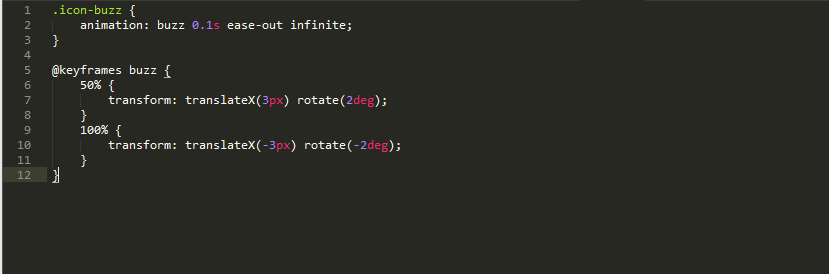 1 .icon-buzz {
2     animation: buzz 0.1s ease-out infinite;
3 }
4
5 @keyframes buzz {
6     50% {
7         transform: translateX(3px) rotate(2deg);
8     }
9     100% {
10         transform: translateX(-3px) rotate(-2deg);
11     }
12 }